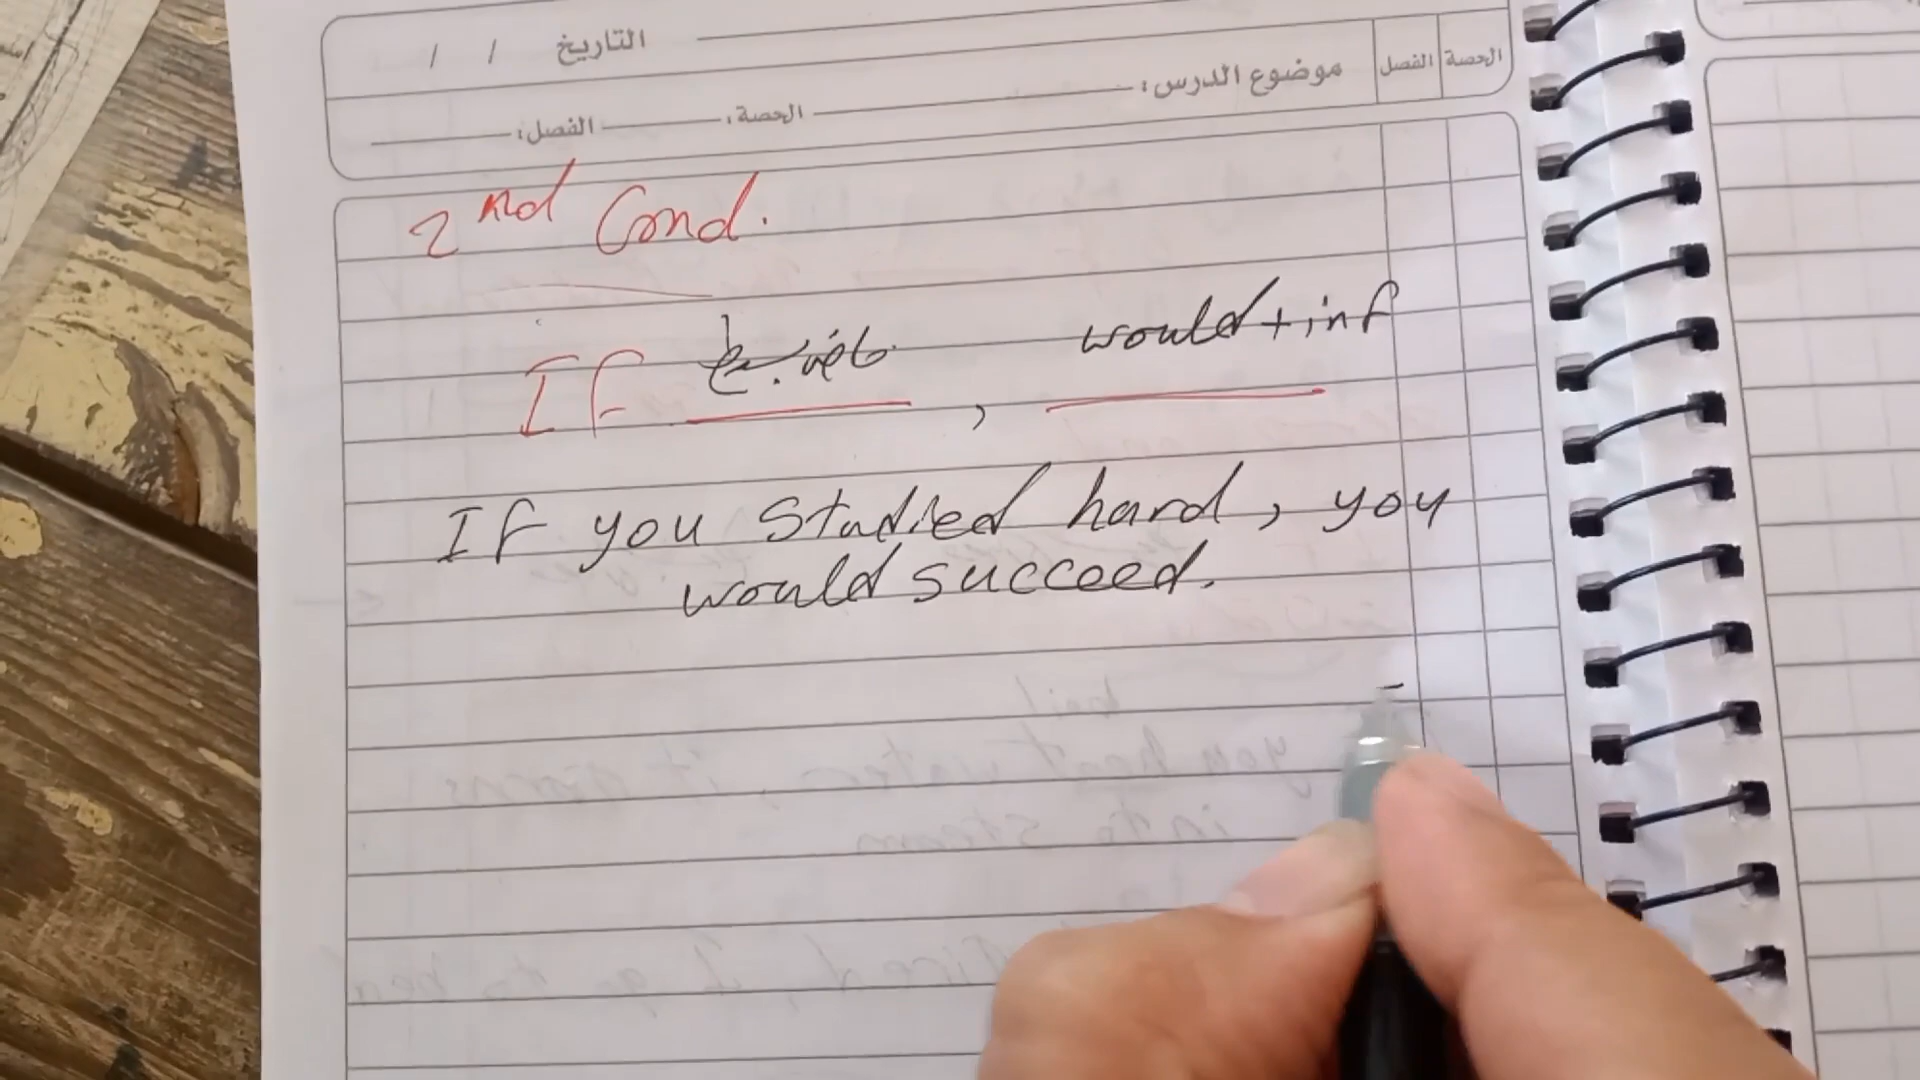 التاريخ / /
الحصة الفصل موضوع الدرس:
الحصة: الفصل:
2nd Cond.
If ماضي بسيط , would + inf
If you studied hard, you
would succeed.